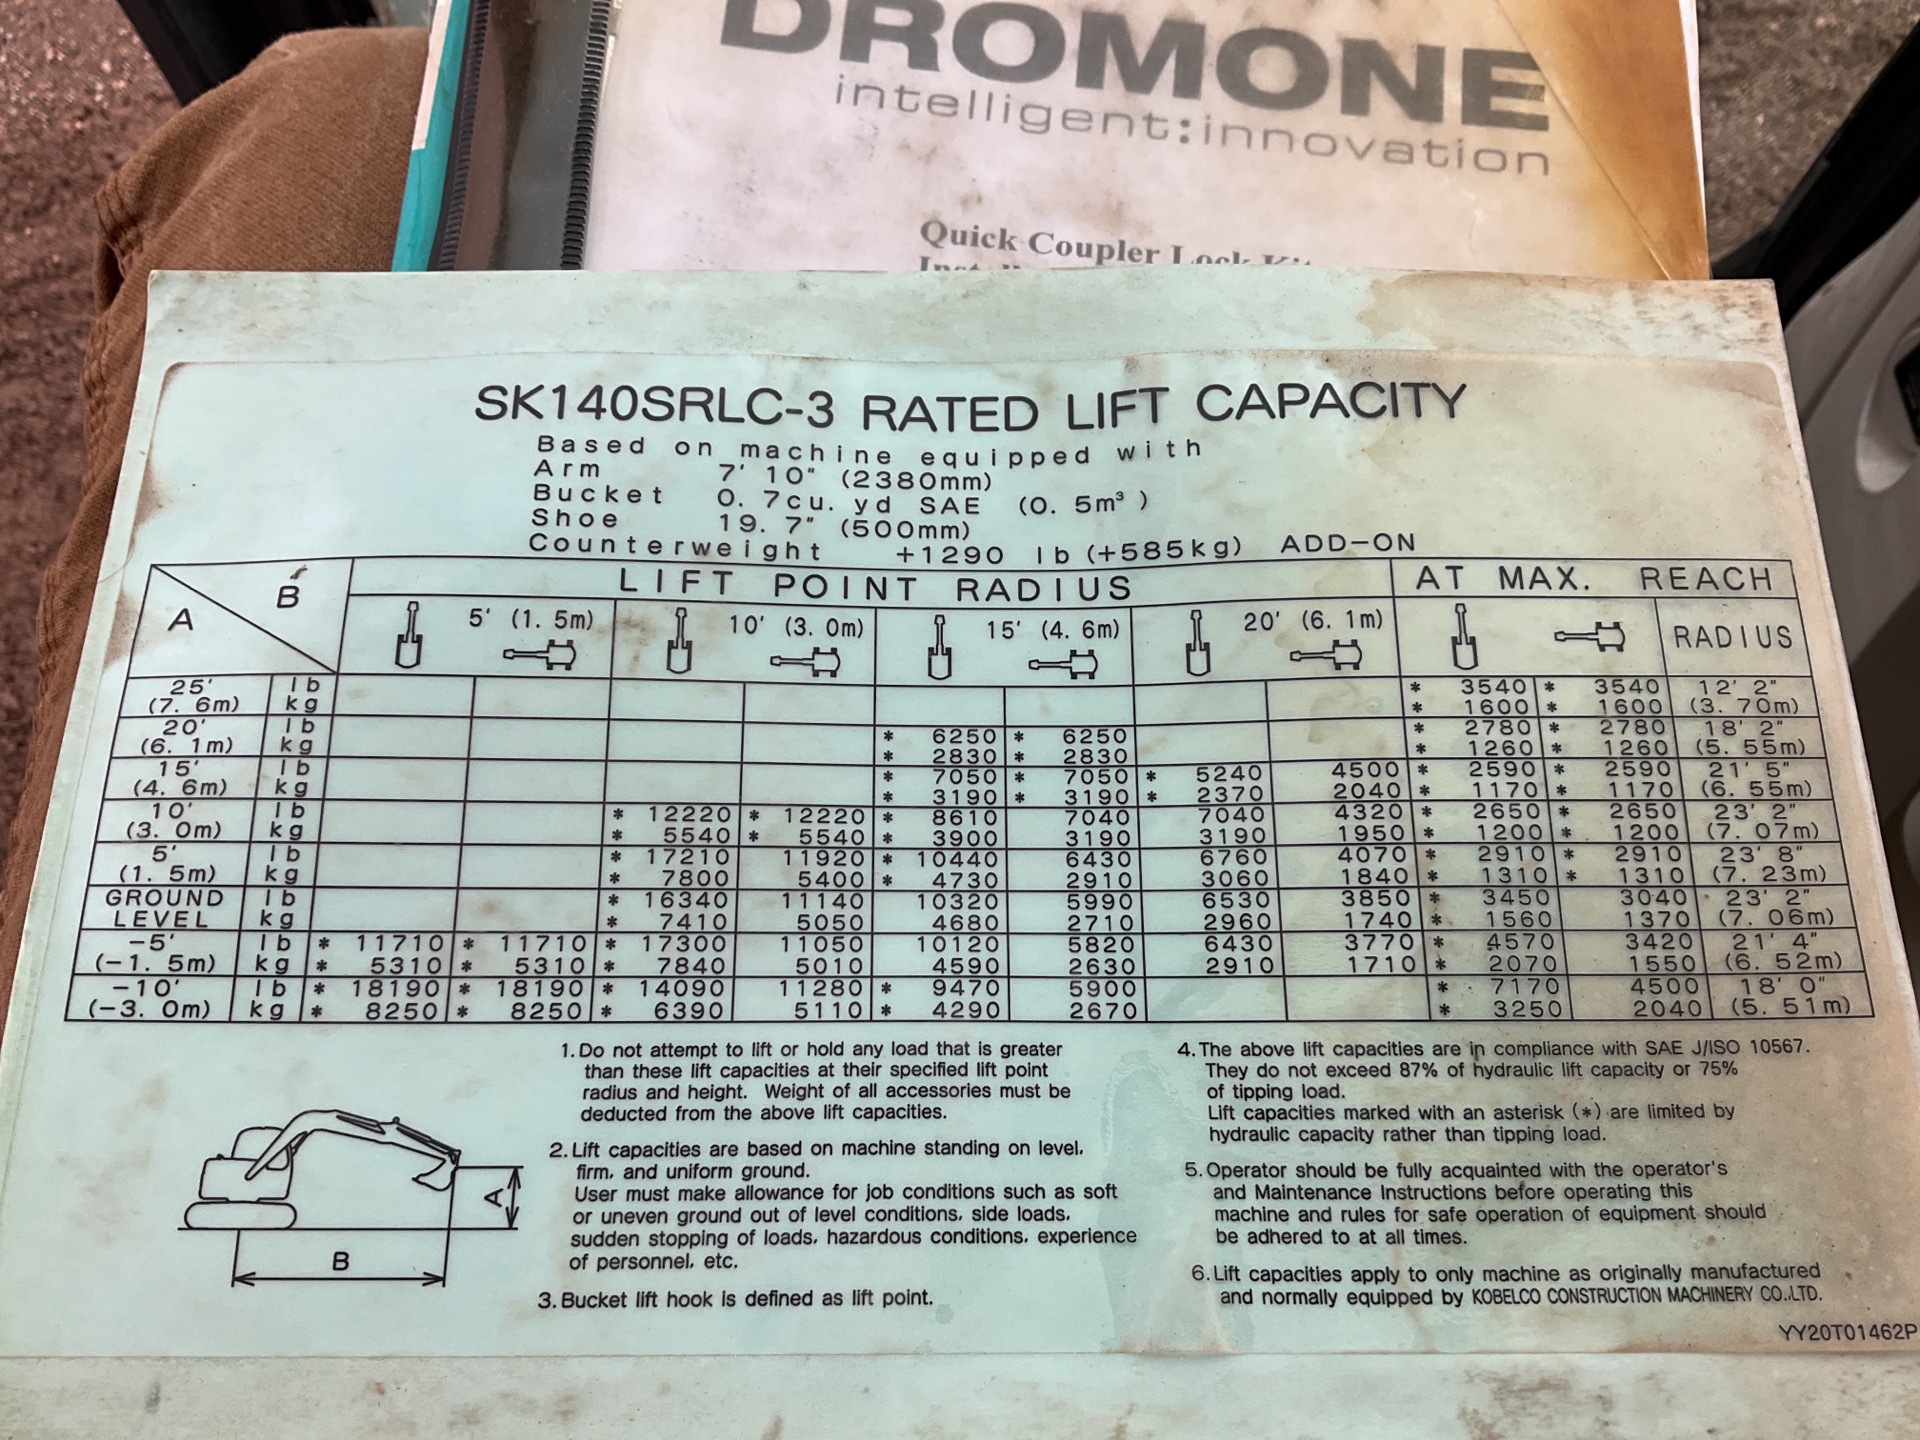 DROMONE
intelligent:innovation
Quick Coupler Lock
SK140SRLC-3 RATED LIFT CAPACITY
Based on machine equipped with
Arm 7' 10" (2380mm)
Bucket 0. 7cu. yd SAE (0. 5m³ )
Shoe 19. 7" (500mm)
Counterweight +1290 lb (+585kg) ADD-ON
A B LIFT POINT RADIUS AT MAX. REACH
5' (1. 5m) 10' (3. 0m) 15' (4. 6m) 20' (6. 1m) RADIUS
25' lb * 3540 * 3540 12' 2"
(7. 6m) kg * 1600 * 1600 (3. 70m)
20' lb * 6250 * 6250 * 2780 * 2780 18' 2"
(6. 1m) kg * 2830 * 2830 * 1260 * 1260 (5. 55m)
15' lb * 7050 * 7050 * 5240 4500 * 2590 * 2590 21' 5"
(4. 6m) kg * 3190 * 3190 * 2370 2040 * 1170 * 1170 (6. 55m)
10' lb * 12220 * 12220 * 8610 7040 7040 4320 * 2650 * 2650 23' 2"
(3. 0m) kg * 5540 * 5540 * 3900 3190 3190 1950 * 1200 * 1200 (7. 07m)
5' lb * 17210 11920 * 10440 6430 6760 4070 * 2910 * 2910 23' 8"
(1. 5m) kg * 7800 5400 * 4730 2910 3060 1840 * 1310 * 1310 (7. 23m)
GROUND lb * 16340 11140 10320 5990 6530 3850 * 3450 3040 23' 2"
LEVEL kg * 7410 5050 4680 2710 2960 1740 * 1560 1370 (7. 06m)
-5' lb * 11710 * 11710 * 17300 11050 10120 5820 6430 3770 * 4570 3420 21' 4"
(-1. 5m) kg * 5310 * 5310 * 7840 5010 4590 2630 2910 1710 * 2070 1550 (6. 52m)
-10' lb * 18190 * 18190 * 14090 11280 * 9470 5900 * 7170 4500 18' 0"
(-3. 0m) kg * 8250 * 8250 * 6390 5110 * 4290 2670 * 3250 2040 (5. 51m)
A
B
1. Do not attempt to lift or hold any load that is greater
than these lift capacities at their specified lift point
radius and height. Weight of all accessories must be
deducted from the above lift capacities.
2. Lift capacities are based on machine standing on level,
firm, and uniform ground.
User must make allowance for job conditions such as soft
or uneven ground out of level conditions, side loads,
sudden stopping of loads, hazardous conditions, experience
of personnel, etc.
3. Bucket lift hook is defined as lift point.
4. The above lift capacities are in compliance with SAE J/ISO 10567.
They do not exceed 87% of hydraulic lift capacity or 75%
of tipping load.
Lift capacities marked with an asterisk (*) are limited by
hydraulic capacity rather than tipping load.
5. Operator should be fully acquainted with the operator's
and Maintenance Instructions before operating this
machine and rules for safe operation of equipment should
be adhered to at all times.
6. Lift capacities apply to only machine as originally manufactured
and normally equipped by KOBELCO CONSTRUCTION MACHINERY CO.,LTD.
YY20T01462P